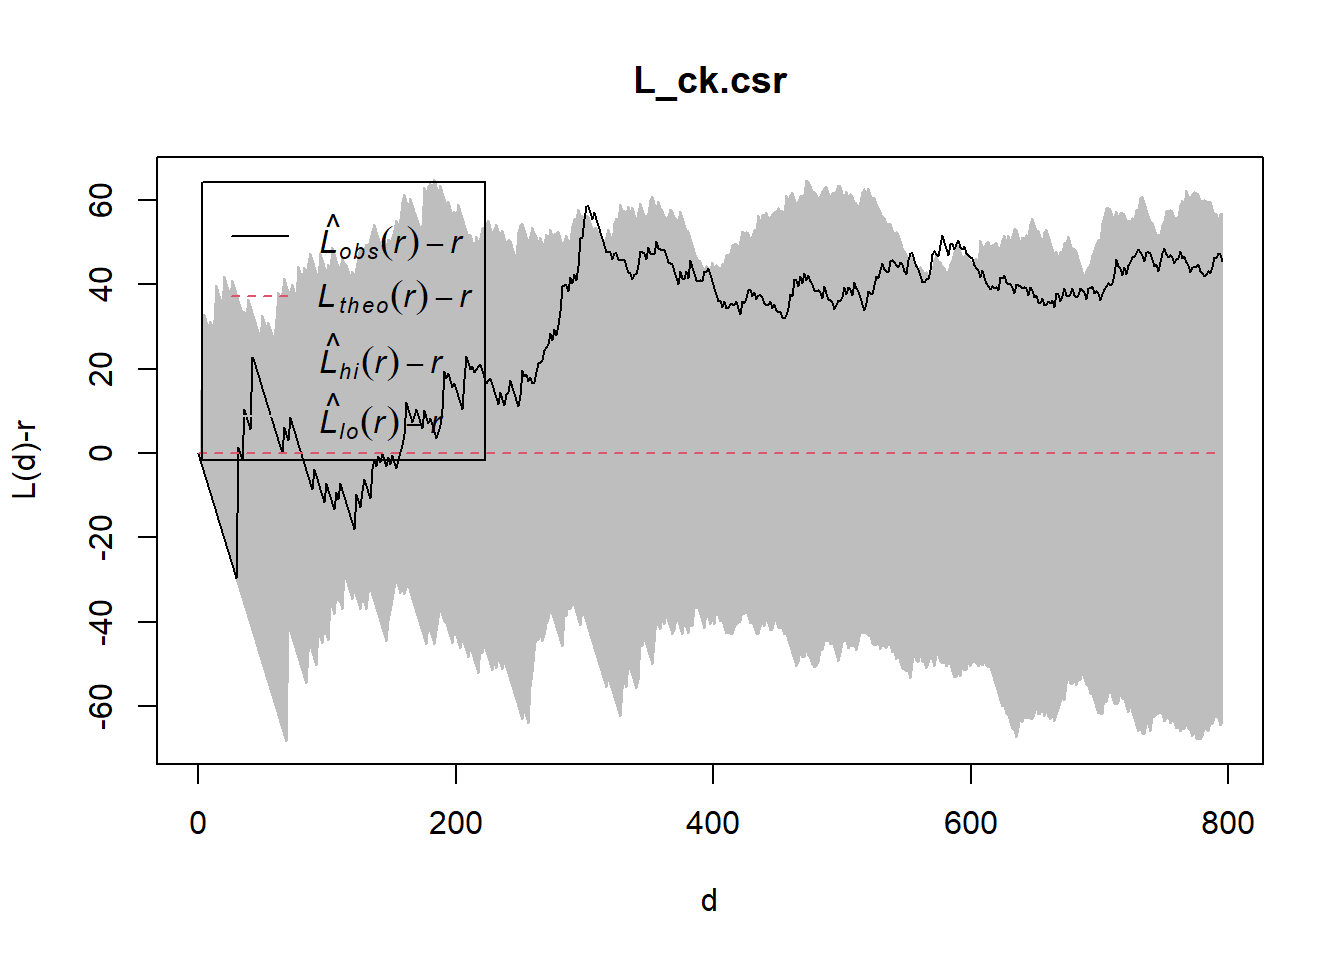 L_ck.csr
L̂obs(r) – r
Ltheo(r) – r
L̂hi(r) – r
L̂lo(r) – r
L(d)-r
60
40
20
0
-20
-40
-60
0 200 400 600 800
d